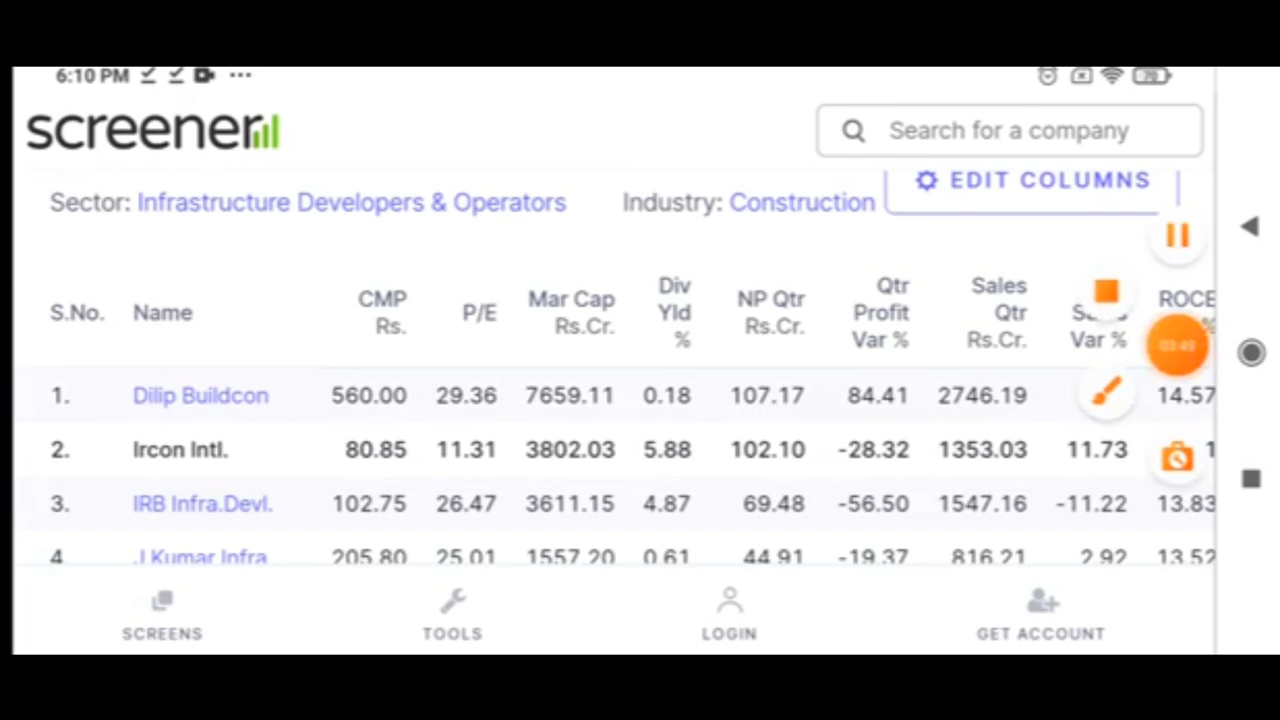 6:10 PM ... 70
screener
Search for a company
Sector: Infrastructure Developers & Operators Industry: Construction EDIT COLUMNS
S.No. Name CMP Rs. P/E Mar Cap Rs.Cr. Div Yld % NP Qtr Rs.Cr. Qtr Profit Var % Sales Qtr Rs.Cr. Var % ROCE %
03:49
1. Dilip Buildcon 560.00 29.36 7659.11 0.18 107.17 84.41 2746.19 14.57
2. Ircon Intl. 80.85 11.31 3802.03 5.88 102.10 -28.32 1353.03 11.73 1
3. IRB Infra.Devl. 102.75 26.47 3611.15 4.87 69.48 -56.50 1547.16 -11.22 13.83
4. J Kumar Infra 205.80 25.01 1557.20 0.61 44.91 -19.37 816.21 2.92 13.52
SCREENS TOOLS LOGIN GET ACCOUNT